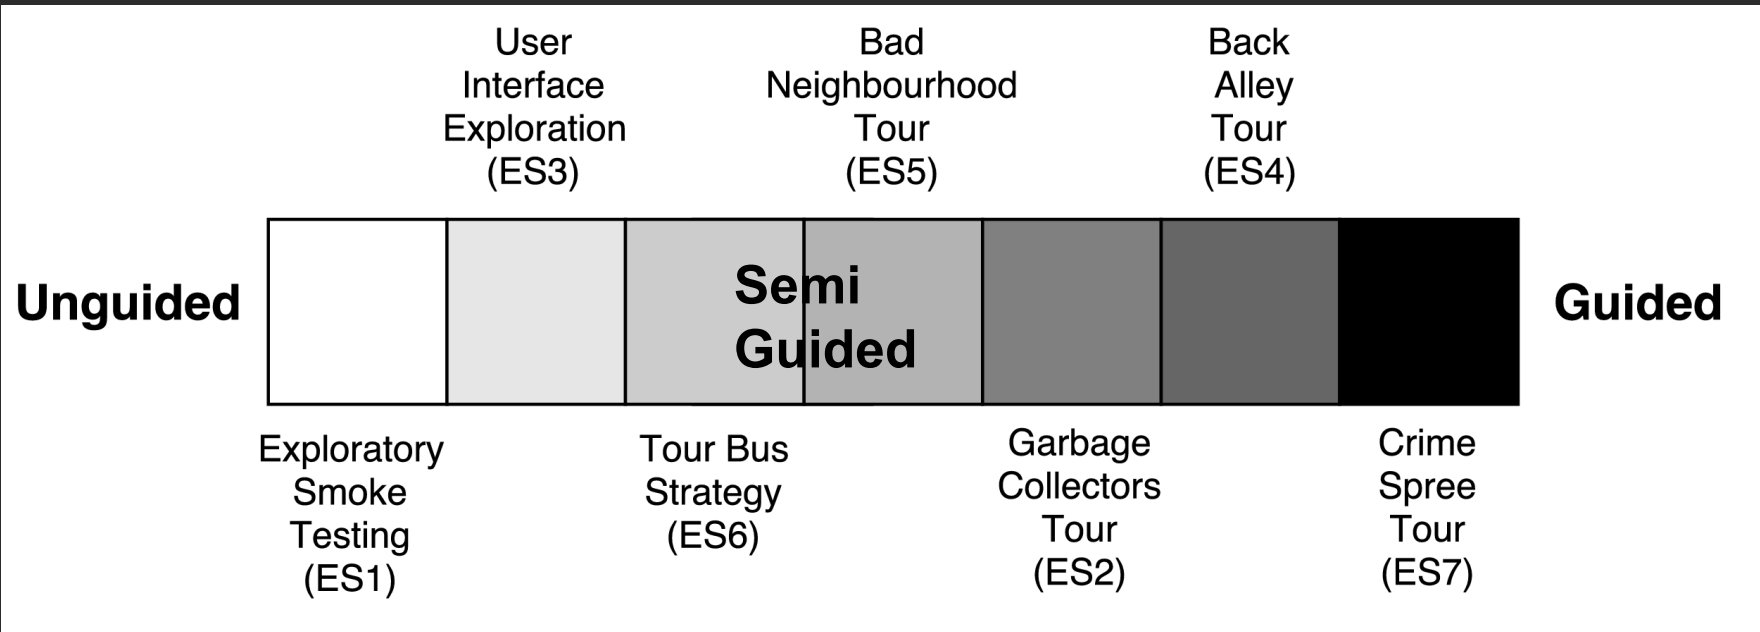 User
Interface
Exploration
(ES3)
Bad
Neighbourhood
Tour
(ES5)
Back
Alley
Tour
(ES4)
Unguided
Semi
Guided
Guided
Exploratory
Smoke
Testing
(ES1)
Tour Bus
Strategy
(ES6)
Garbage
Collectors
Tour
(ES2)
Crime
Spree
Tour
(ES7)